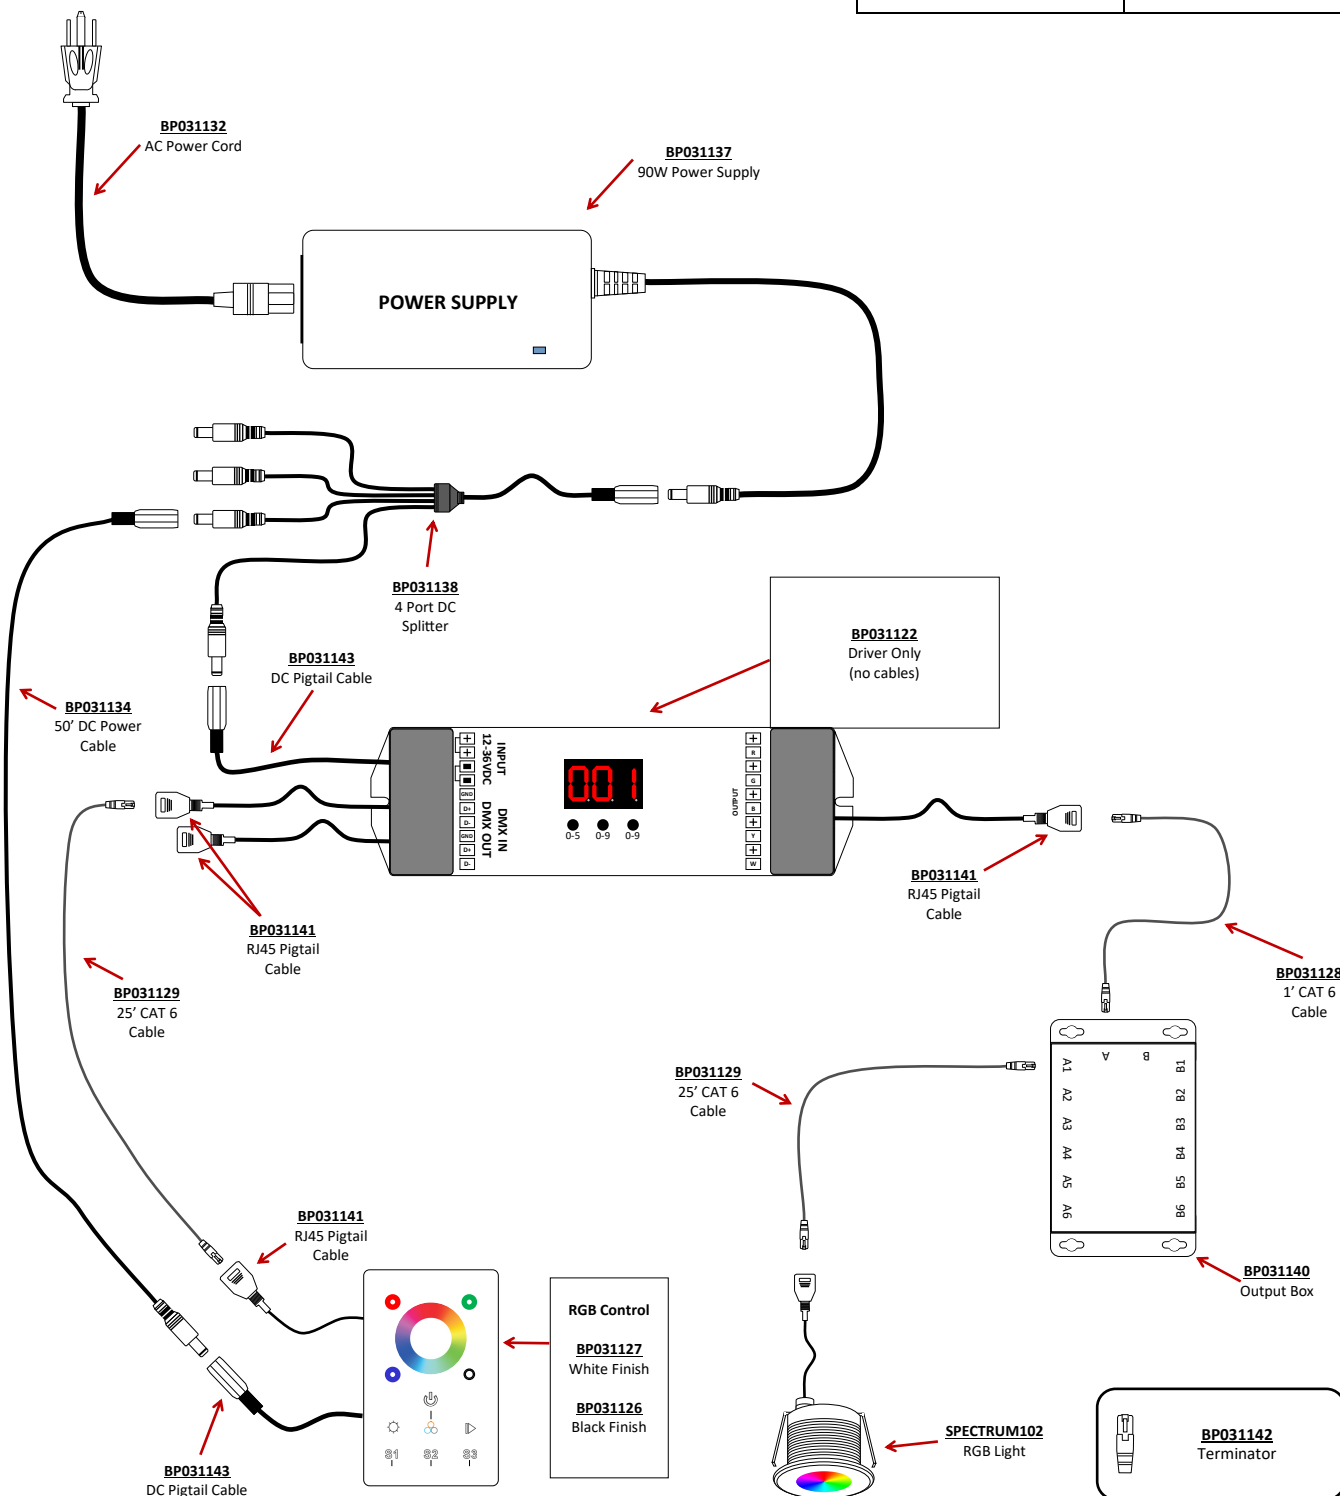 BP031132
AC Power Cord
BP031137
90W Power Supply
POWER SUPPLY
BP031138
4 Port DC
Splitter
BP031122
Driver Only
(no cables)
BP031143
DC Pigtail Cable
BP031134
50’ DC Power
Cable
INPUT
12-36VDC
GND
D+
D-
GND
D+
D-
DMX IN
DMX OUT
001
0-5 0-9 0-9
OUTPUT
R
G
B
Y
W
BP031141
RJ45 Pigtail
Cable
BP031141
RJ45 Pigtail
Cable
BP031129
25’ CAT 6
Cable
BP031128
1’ CAT 6
Cable
BP031129
25’ CAT 6
Cable
A B
A1 B1
A2 B2
A3 B3
A4 B4
A5 B5
A6 B6
BP031140
Output Box
BP031141
RJ45 Pigtail
Cable
RGB Control
BP031127
White Finish
BP031126
Black Finish
S1 S2 S3
BP031143
DC Pigtail Cable
SPECTRUM102
RGB Light
BP031142
Terminator